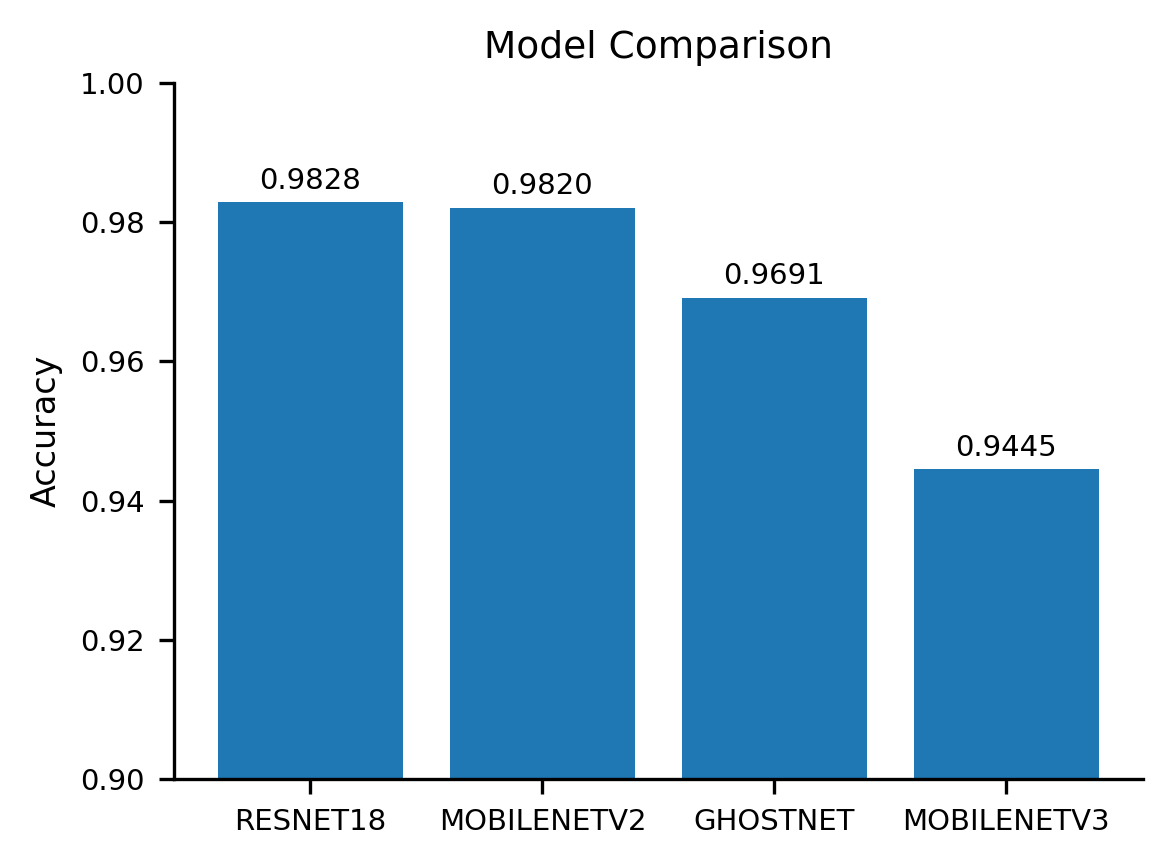 Model Comparison
1.00
0.98
0.96
0.94
0.92
0.90
Accuracy
0.9828
0.9820
0.9691
0.9445
RESNET18
MOBILENETV2
GHOSTNET
MOBILENETV3